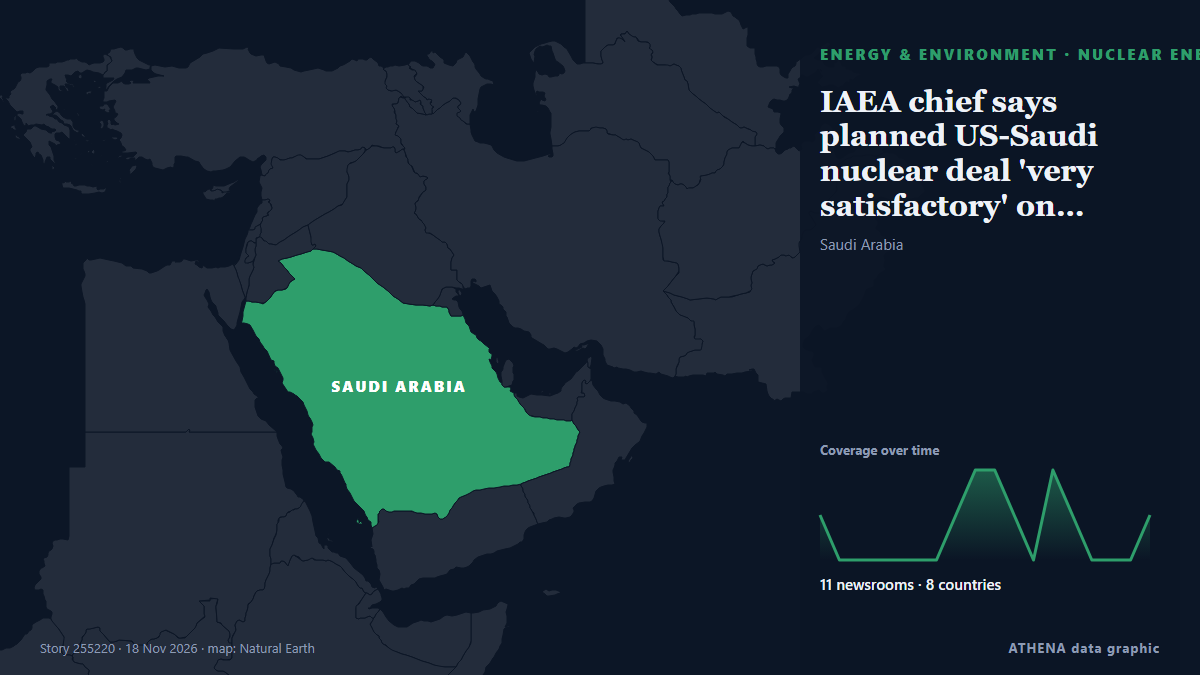 ENERGY & ENVIRONMENT · NUCLEAR ENE
IAEA chief says
planned US-Saudi
nuclear deal 'very
satisfactory' on...
Saudi Arabia
SAUDI ARABIA
Coverage over time
11 newsrooms · 8 countries
Story 255220 · 18 Nov 2026 · map: Natural Earth
ATHENA data graphic